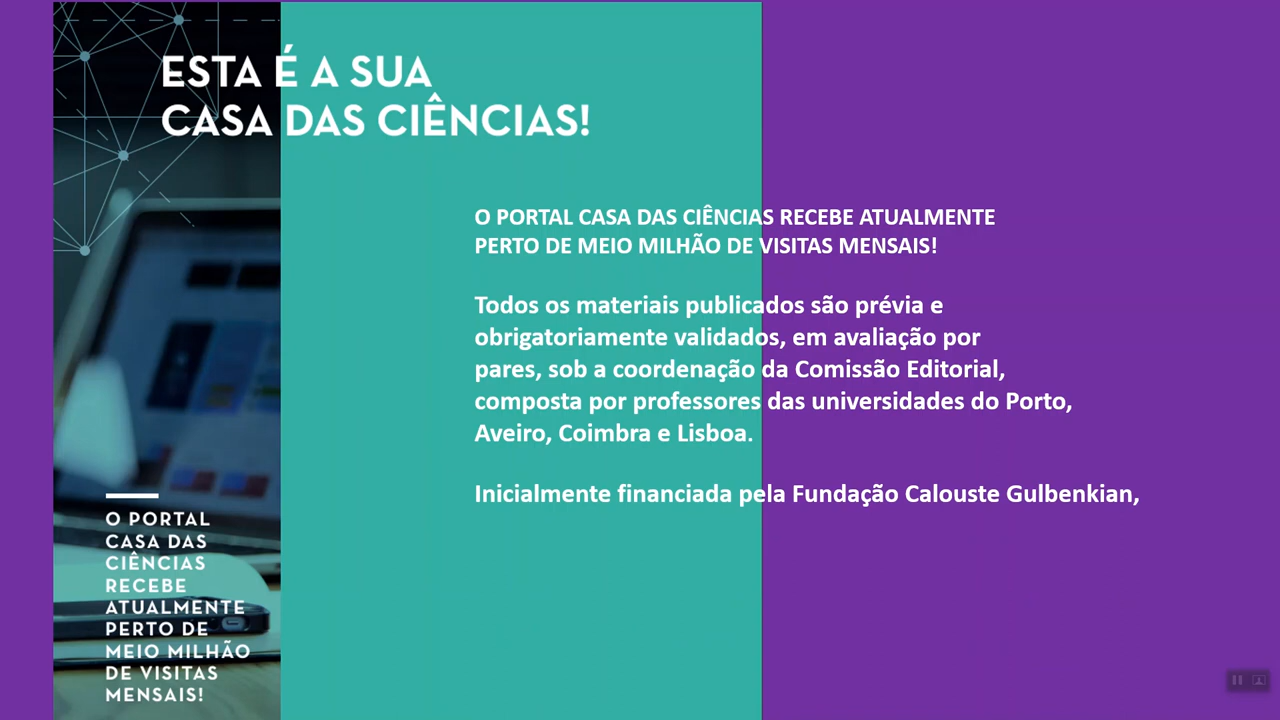 ESTA É A SUA
CASA DAS CIÊNCIAS!
O PORTAL CASA DAS CIÊNCIAS RECEBE ATUALMENTE
PERTO DE MEIO MILHÃO DE VISITAS MENSAIS!
Todos os materiais publicados são prévia e
obrigatoriamente validados, em avaliação por
pares, sob a coordenação da Comissão Editorial,
composta por professores das universidades do Porto,
Aveiro, Coimbra e Lisboa.
Inicialmente financiada pela Fundação Calouste Gulbenkian,
O PORTAL
CASA DAS
CIÊNCIAS
RECEBE
ATUALMENTE
PERTO DE
MEIO MILHÃO
DE VISITAS
MENSAIS!